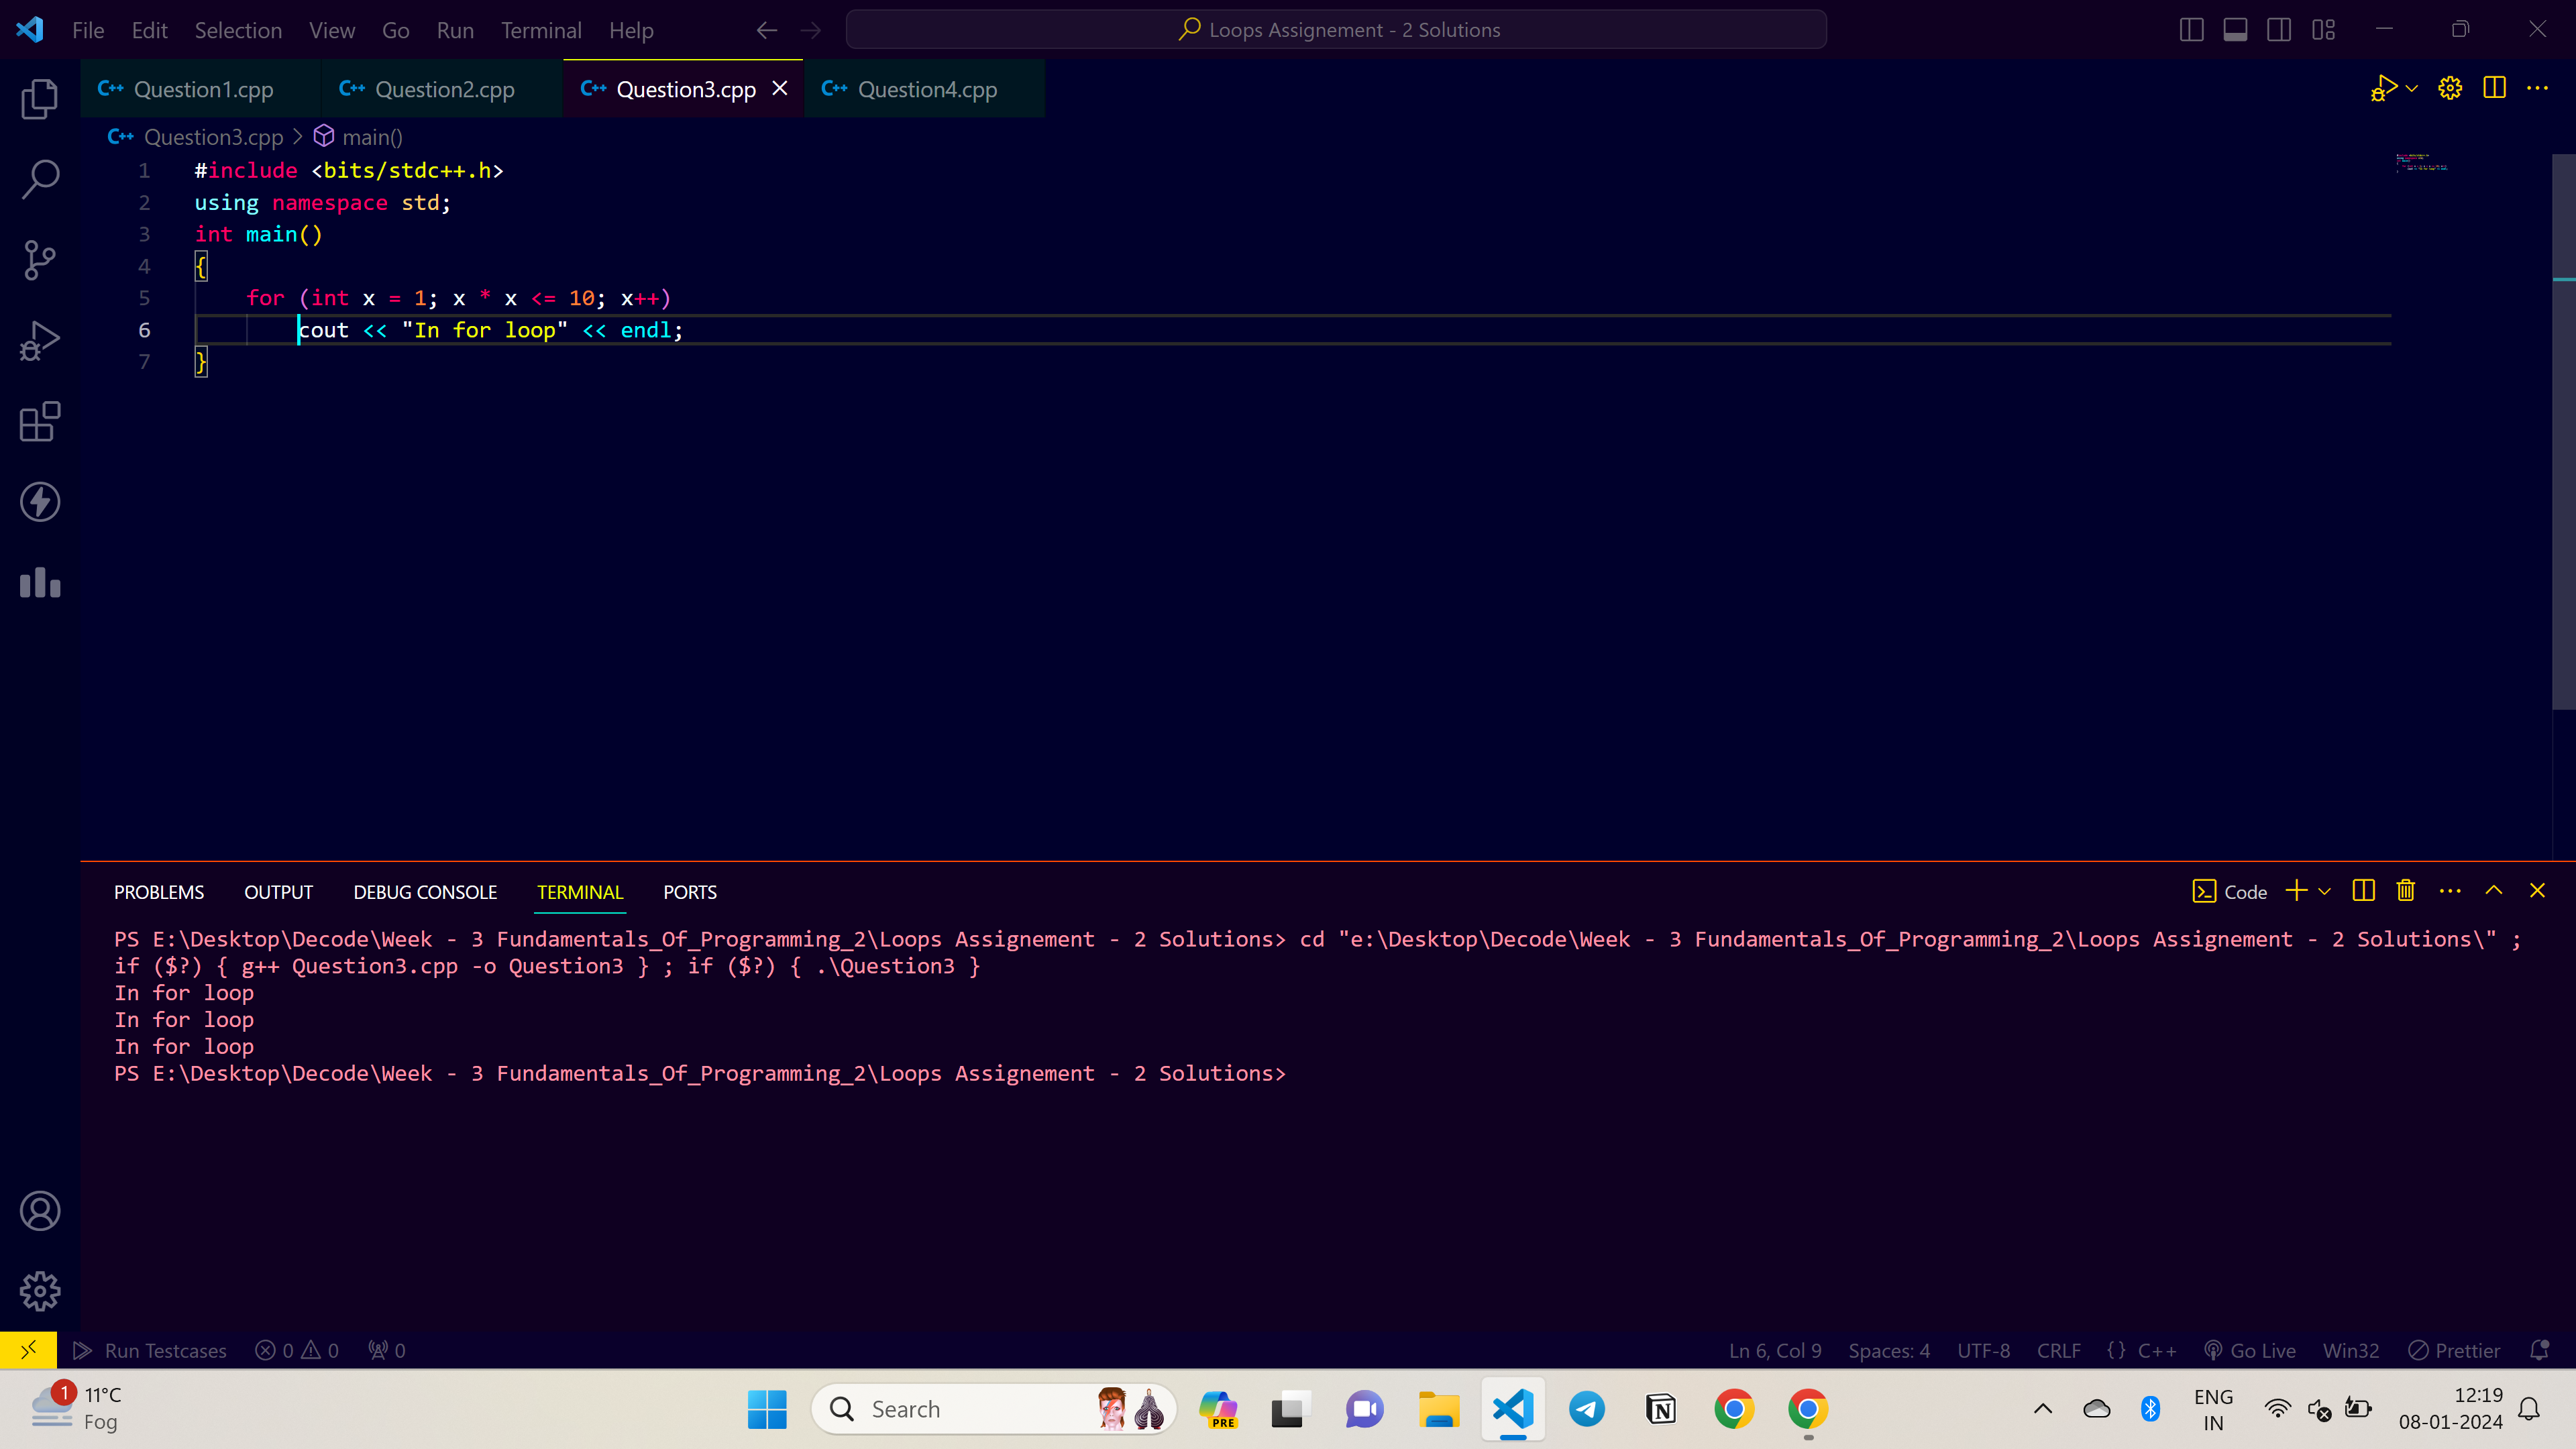 File Edit Selection View Go Run Terminal Help Loops Assignement - 2 Solutions
C++ Question1.cpp C++ Question2.cpp C++ Question3.cpp C++ Question4.cpp
C++ Question3.cpp > main()
1 #include <bits/stdc++.h>
2 using namespace std;
3 int main()
4 {
5 for (int x = 1; x * x <= 10; x++)
6 cout << "In for loop" << endl;
7 }
PROBLEMS OUTPUT DEBUG CONSOLE TERMINAL PORTS Code
PS E:\Desktop\Decode\Week - 3 Fundamentals_Of_Programming_2\Loops Assignement - 2 Solutions> cd "e:\Desktop\Decode\Week - 3 Fundamentals_Of_Programming_2\Loops Assignement - 2 Solutions\" ;
if ($?) { g++ Question3.cpp -o Question3 } ; if ($?) { .\Question3 }
In for loop
In for loop
In for loop
PS E:\Desktop\Decode\Week - 3 Fundamentals_Of_Programming_2\Loops Assignement - 2 Solutions>
Run Testcases 0 0 0 Ln 6, Col 9 Spaces: 4 UTF-8 CRLF {} C++ Go Live Win32 Prettier
1 11°C
Fog
Search
PRE
ENG
IN
12:19
08-01-2024